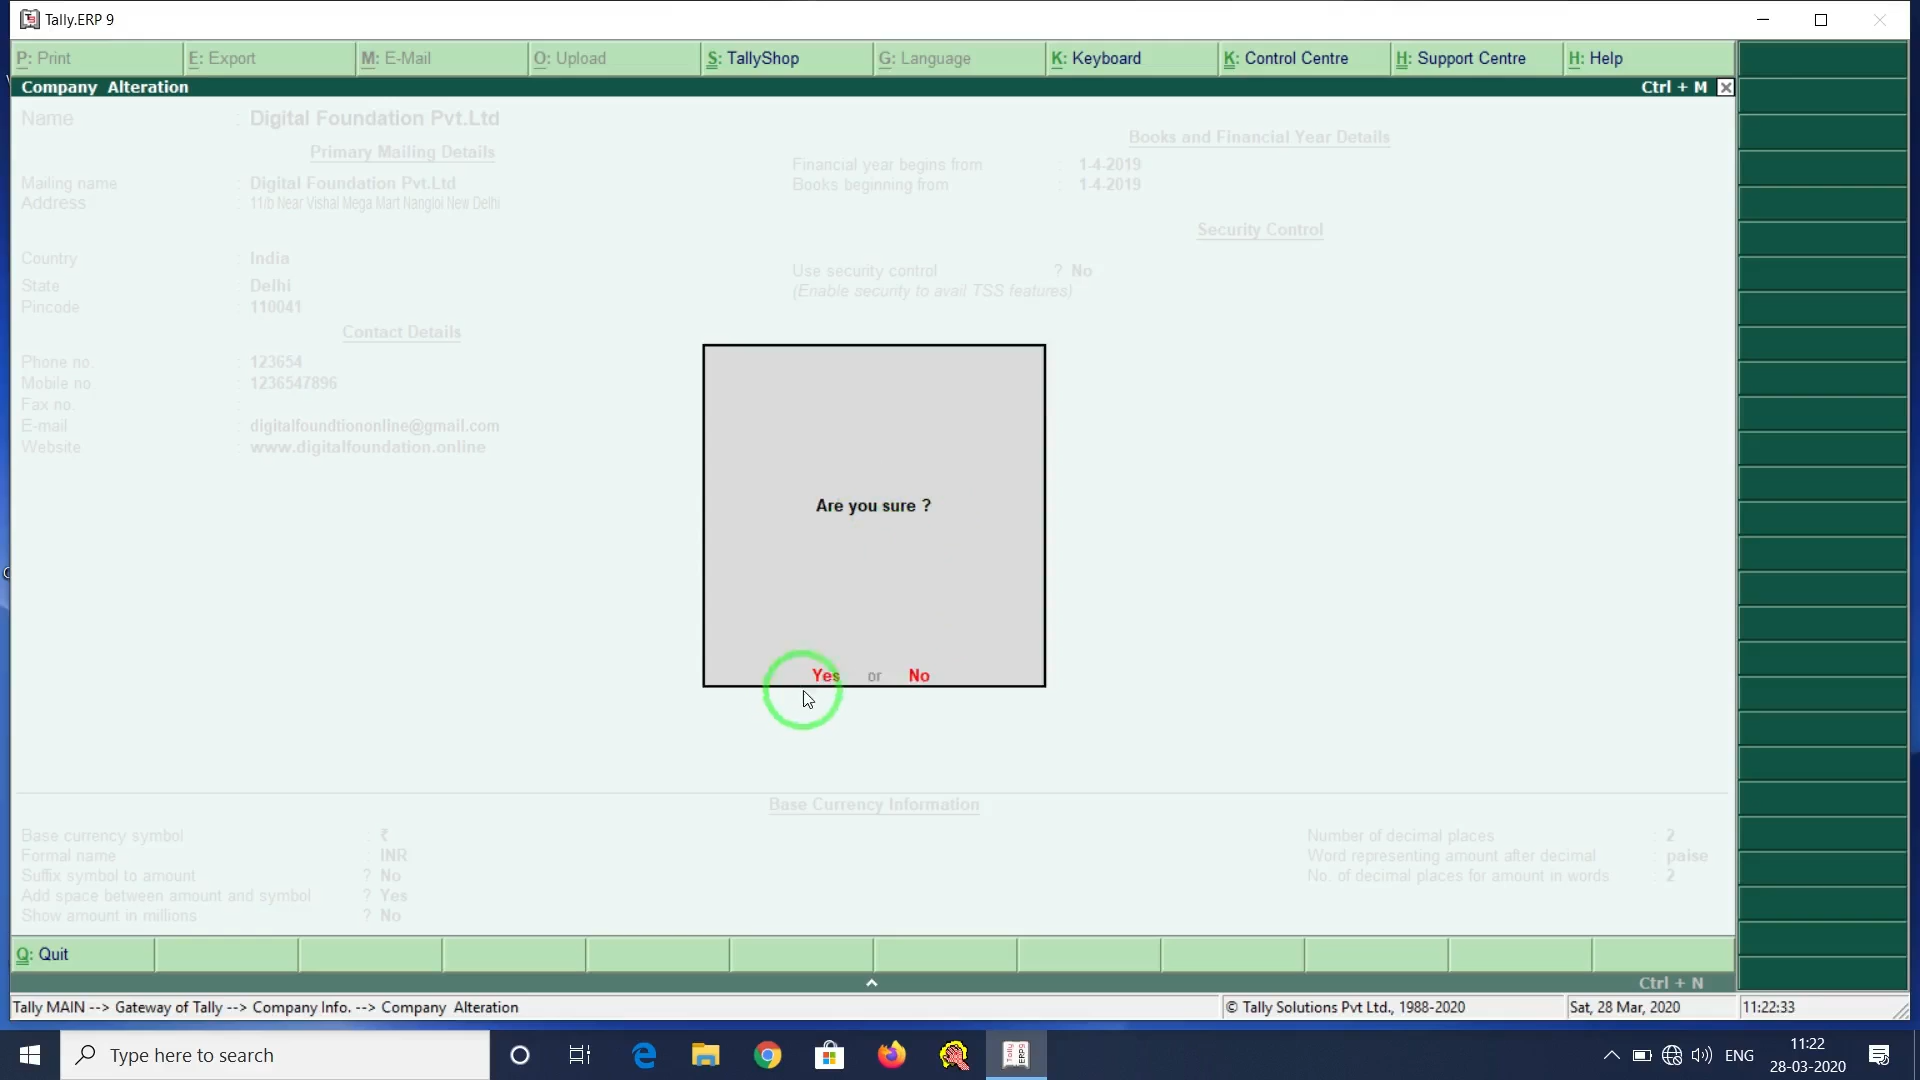 Tally.ERP 9
P: Print E: Export M: E-Mail O: Upload S: TallyShop G: Language K: Keyboard K: Control Centre H: Support Centre H: Help
Company Alteration Ctrl + M
Name : Digital Foundation Pvt.Ltd
Primary Mailing Details
Mailing name : Digital Foundation Pvt.Ltd
Address : 11/b Near Vishal Mega Mart Nangloi New Delhi
Country : India
State : Delhi
Pincode : 110041
Contact Details
Phone no. : 123654
Mobile no : 1236547896
Fax no. :
E-mail : digitalfoundtiononline@gmail.com
Website : www.digitalfoundation.online
Books and Financial Year Details
Financial year begins from : 1-4-2019
Books beginning from : 1-4-2019
Security Control
Use security control ? No
(Enable security to avail TSS features)
Are you sure ?
Yes or No
Base Currency Information
Base currency symbol : ₹
Formal name : INR
Suffix symbol to amount ? No
Add space between amount and symbol ? Yes
Show amount in millions ? No
Number of decimal places : 2
Word representing amount after decimal : paise
No. of decimal places for amount in words : 2
Q: Quit
Ctrl + N
Tally MAIN --> Gateway of Tally --> Company Info. --> Company Alteration © Tally Solutions Pvt Ltd., 1988-2020 Sat, 28 Mar, 2020 11:22:33
Type here to search
ENG
11:22
28-03-2020